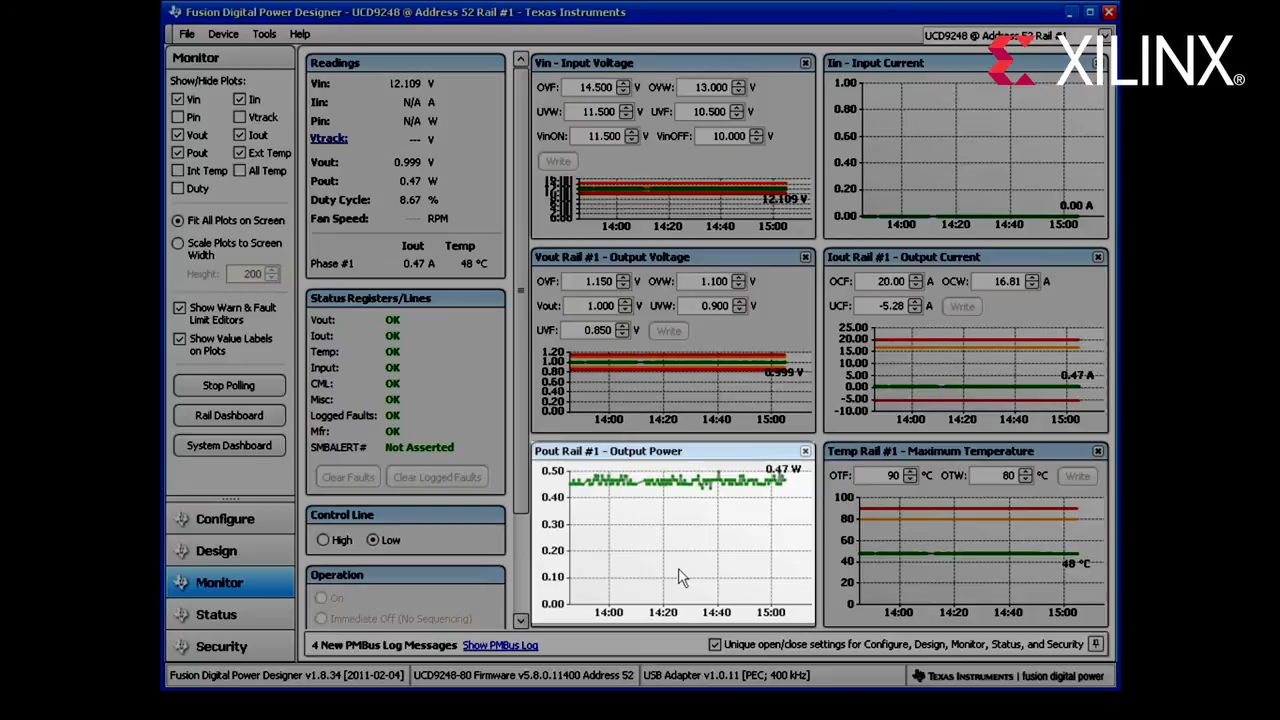 Fusion Digital Power Designer - UCD9248 @ Address 52 Rail #1 - Texas Instruments
File Device Tools Help
UCD9248 @ Address 52 Rail #1
XILINX®
Monitor
Show/Hide Plots:
Vin Iin
Pin Vtrack
Vout Iout
Pout Ext Temp
Int Temp All Temp
Duty
Fit All Plots on Screen
Scale Plots to Screen
Width
Height: 200
Show Warn & Fault
Limit Editors
Show Value Labels
on Plots
Stop Polling
Rail Dashboard
System Dashboard
Configure
Design
Monitor
Status
Security
Readings
Vin: 12.109 V
Iin: N/A A
Pin: N/A W
Vtrack: --- V
Vout: 0.999 V
Pout: 0.47 W
Duty Cycle: 8.67 %
Fan Speed: ---- RPM
Iout Temp
Phase #1 0.47 A 48 °C
Status Registers/Lines
Vout: OK
Iout: OK
Temp: OK
Input: OK
CML: OK
Misc: OK
Logged Faults: OK
Mfr: OK
SMBALERT# Not Asserted
Clear Faults Clear Logged Faults
Control Line
High Low
Operation
On
Immediate Off (No Sequencing)
Vin - Input Voltage
OVF: 14.500 V OVW: 13.000 V
UVW: 11.500 V UVF: 10.500 V
VinON: 11.500 V VinOFF: 10.000 V
Write
12.109 V
0.00
14:00 14:20 14:40 15:00
Iin - Input Current
1.00
0.80
0.60
0.40
0.20
0.00
0.00 A
14:00 14:20 14:40 15:00
Vout Rail #1 - Output Voltage
OVF: 1.150 V OVW: 1.100 V
Vout: 1.000 V UVW: 0.900 V
UVF: 0.850 V Write
1.20
1.00
0.80
0.60
0.40
0.20
0.00
0.999 V
14:00 14:20 14:40 15:00
Iout Rail #1 - Output Current
OCF: 20.00 A OCW: 16.81 A
UCF: -5.28 A Write
25.00
20.00
15.00
10.00
5.00
0.00
-5.00
-10.00
0.47 A
14:00 14:20 14:40 15:00
Pout Rail #1 - Output Power
0.47 W
0.50
0.40
0.30
0.20
0.10
0.00
14:00 14:20 14:40 15:00
Temp Rail #1 - Maximum Temperature
OTF: 90 °C OTW: 80 °C Write
100
80
60
40
20
0
48 °C
14:00 14:20 14:40 15:00
4 New PMBus Log Messages Show PMBus Log
Unique open/close settings for Configure, Design, Monitor, Status, and Security
Fusion Digital Power Designer v1.8.34 [2011-02-04] UCD9248-80 Firmware v5.8.0.11400 Address 52 USB Adapter v1.0.11 [PEC; 400 kHz]
TEXAS INSTRUMENTS | fusion digital power